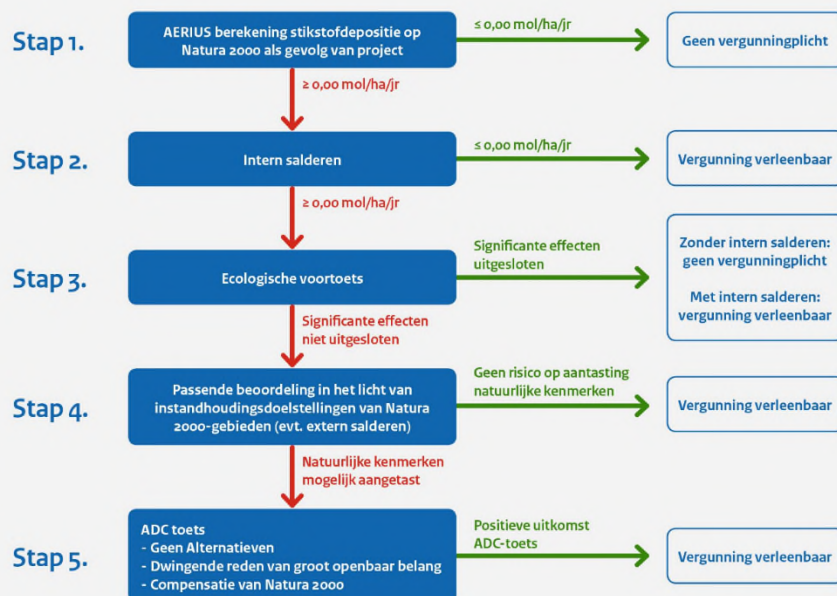 Stap 1.
AERIUS berekening stikstofdepositie op
Natura 2000 als gevolg van project
≤ 0,00 mol/ha/jr
Geen vergunningplicht
≥ 0,00 mol/ha/jr
Stap 2.
Intern salderen
≤ 0,00 mol/ha/jr
Vergunning verleenbaar
≥ 0,00 mol/ha/jr
Stap 3.
Ecologische voortoets
Significante effecten
uitgesloten
Zonder intern salderen:
geen vergunningplicht
Met intern salderen:
vergunning verleenbaar
Significante effecten
niet uitgesloten
Stap 4.
Passende beoordeling in het licht van
instandhoudingsdoelstellingen van Natura
2000-gebieden (evt. extern salderen)
Geen risico op aantasting
natuurlijke kenmerken
Vergunning verleenbaar
Natuurlijke kenmerken
mogelijk aangetast
Stap 5.
ADC toets
- Geen Alternatieven
- Dwingende reden van groot openbaar belang
- Compensatie van Natura 2000
Positieve uitkomst
ADC-toets
Vergunning verleenbaar